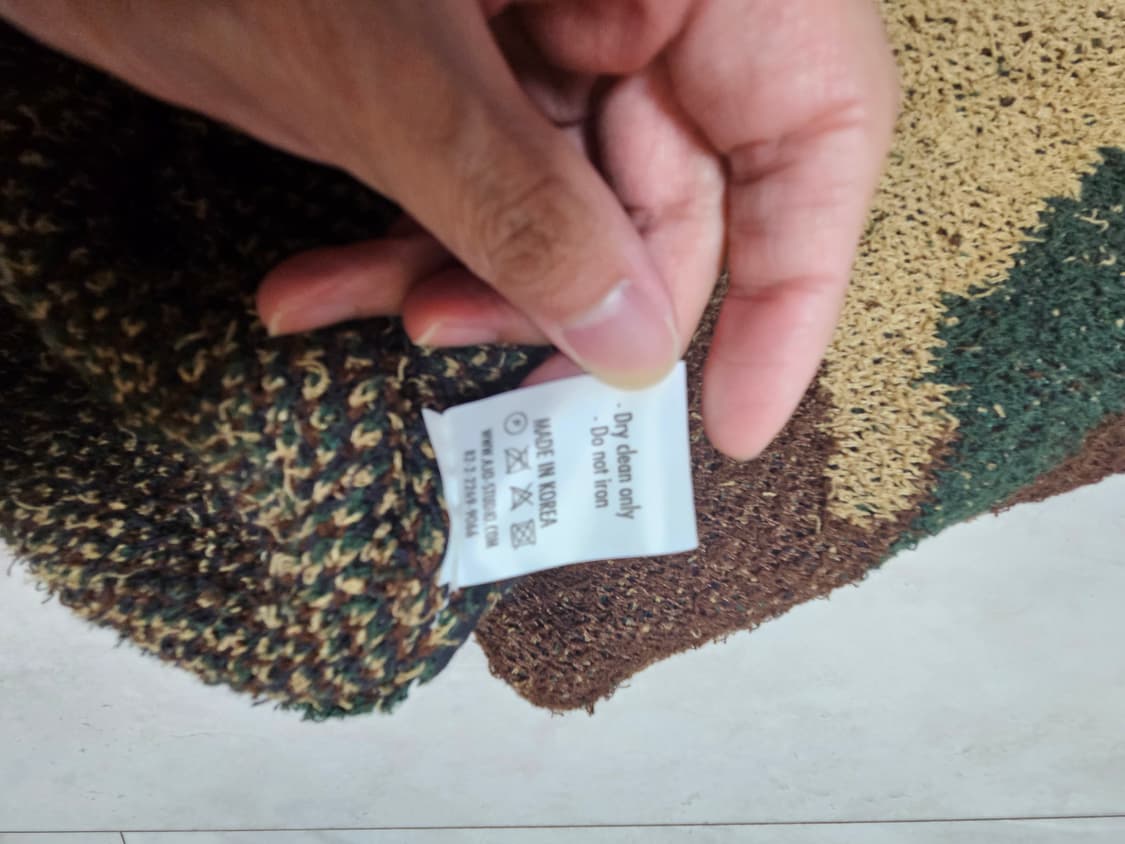 · Dry clean only
· Do not iron
MADE IN KOREA